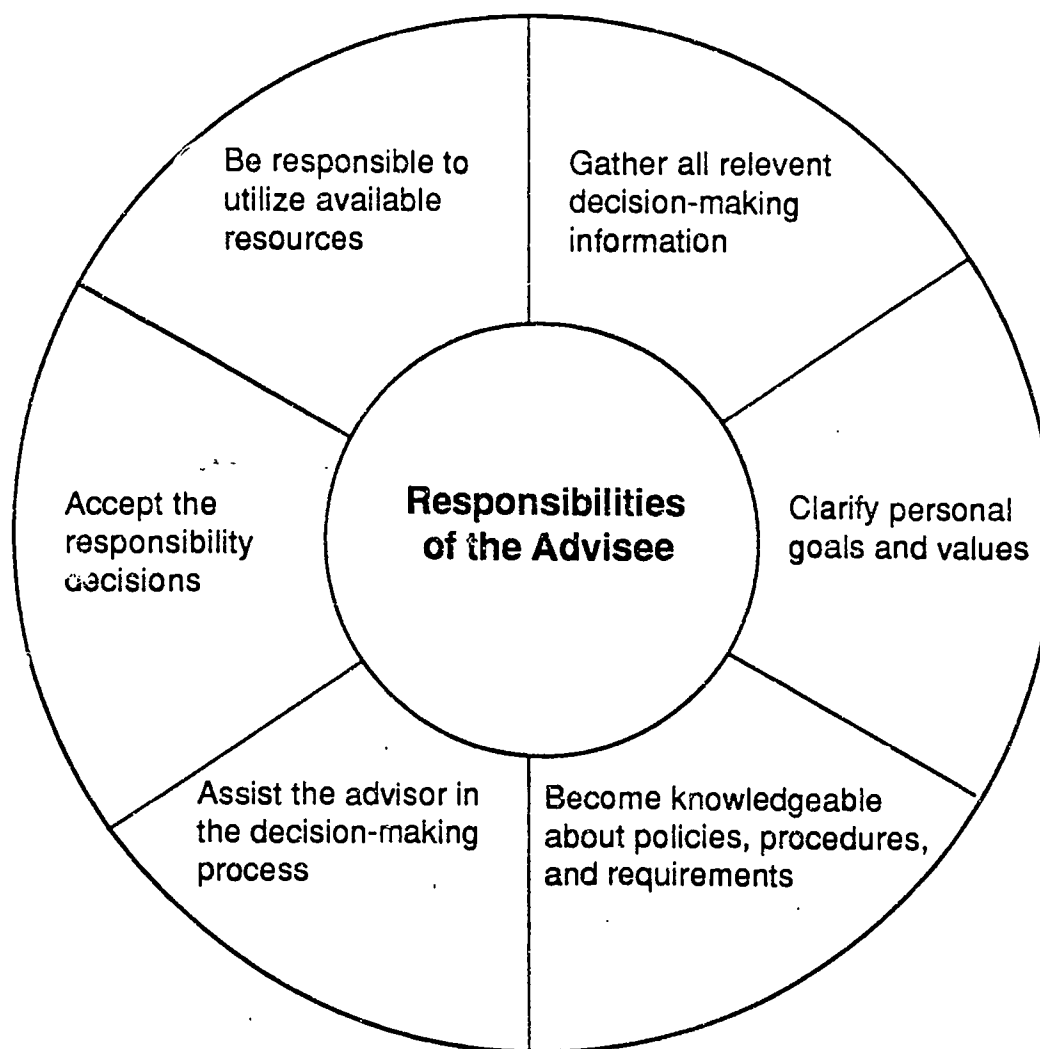 Be responsible to
utilize available
resources
Gather all relevent
decision-making
information
Accept the
responsibility
decisions
Responsibilities
of the Advisee
Clarify personal
goals and values
Assist the advisor in
the decision-making
process
Become knowledgeable
about policies, procedures,
and requirements